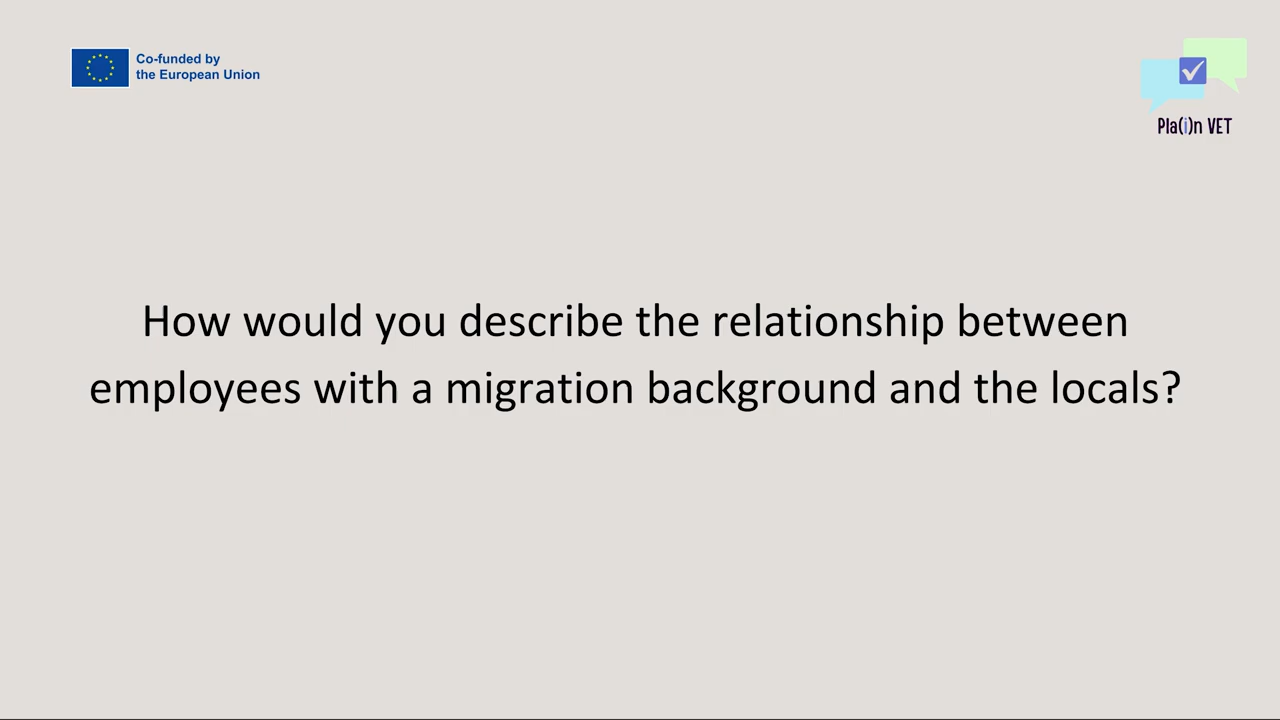 Co-funded by
the European Union
Pla(i)n VET
How would you describe the relationship between
employees with a migration background and the locals?